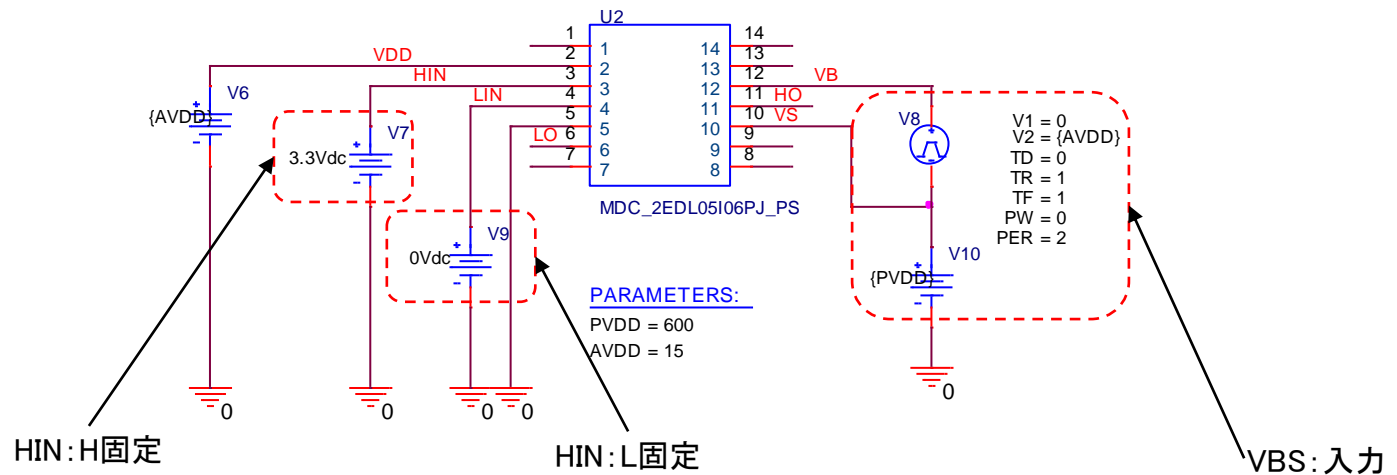 U2
1 1 14 14
2 2 13 13
3 3 12 12
4 4 11 11
5 5 10 10
6 6 9 9
7 7 8 8
VDD
HIN
LIN
LO
VB
HO
VS
MDC_2EDL05I06PJ_PS
V6
{AVDD}
+
-
V7
3.3Vdc
+
-
V9
0Vdc
+
-
V8
+
-
V1 = 0
V2 = {AVDD}
TD = 0
TR = 1
TF = 1
PW = 0
PER = 2
V10
{PVDD}
+
-
PARAMETERS:
PVDD = 600
AVDD = 15
0 0 0 0 0
HIN:H固定
HIN:L固定
VBS:入力